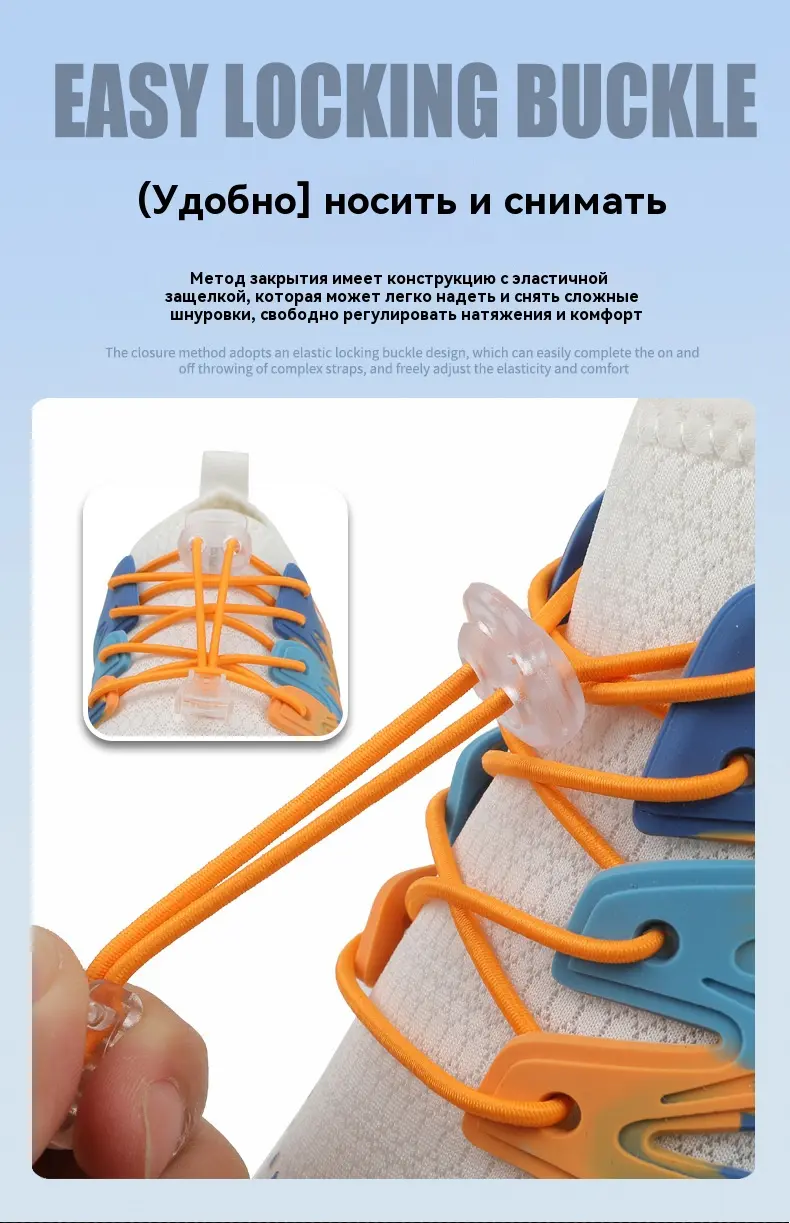 EASY LOCKING BUCKLE
(Удобно] носить и снимать
Метод закрытия имеет конструкцию с эластичной
защелкой, которая может легко надеть и снять сложные
шнуровки, свободно регулировать натяжения и комфорт
The closure method adopts an elastic locking buckle design, which can easily complete the on and
off throwing of complex straps, and freely adjust the elasticity and comfort